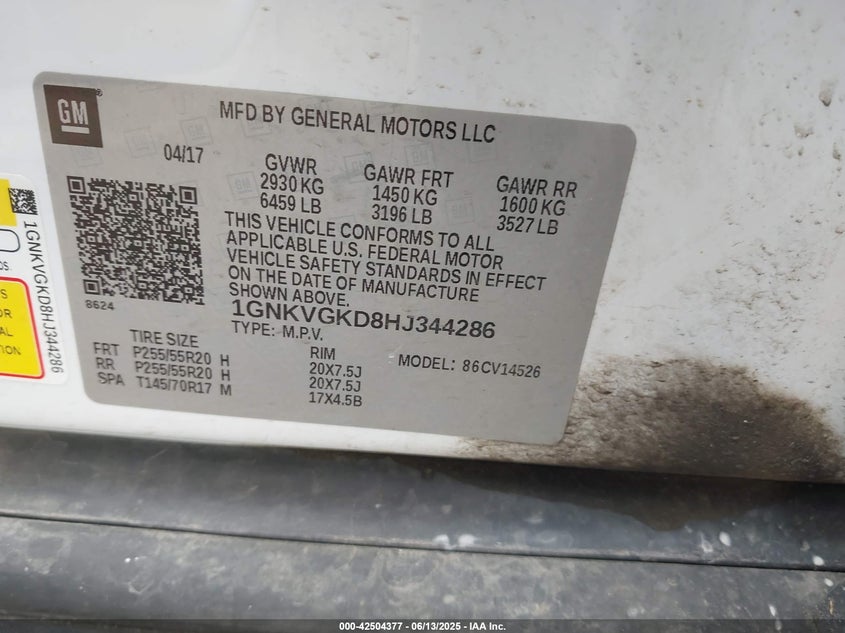 GM
MFD BY GENERAL MOTORS LLC
04/17
GVWR
2930 KG
6459 LB
GAWR FRT
1450 KG
3196 LB
GAWR RR
1600 KG
3527 LB
THIS VEHICLE CONFORMS TO ALL
APPLICABLE U.S. FEDERAL MOTOR
VEHICLE SAFETY STANDARDS IN EFFECT
ON THE DATE OF MANUFACTURE
SHOWN ABOVE.
8624
1GNKVGKD8HJ344286
TYPE: M.P.V.
MODEL: 86CV14526
TIRE SIZE
RIM
FRT P255/55R20 H 20X7.5J
RR P255/55R20 H 20X7.5J
SPA T145/70R17 M 17X4.5B
1GNKVGKD8HJ344286
000-42504377 - 06/13/2025 - IAA Inc.